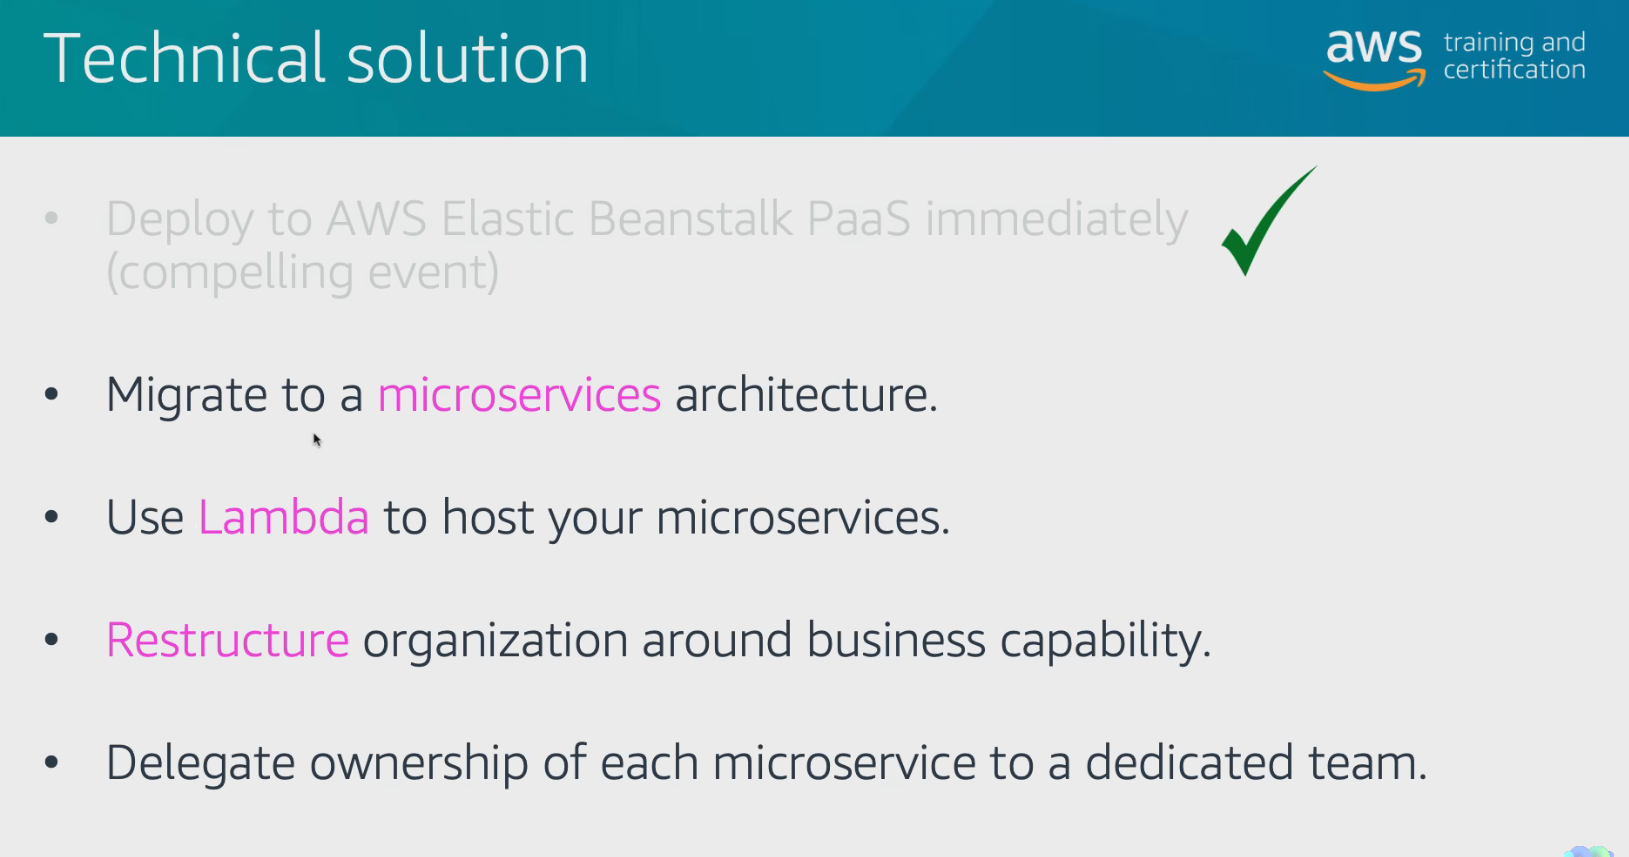 Technical solution
aws training and
certification
• Deploy to AWS Elastic Beanstalk PaaS immediately
(compelling event)
• Migrate to a microservices architecture.
• Use Lambda to host your microservices.
• Restructure organization around business capability.
• Delegate ownership of each microservice to a dedicated team.